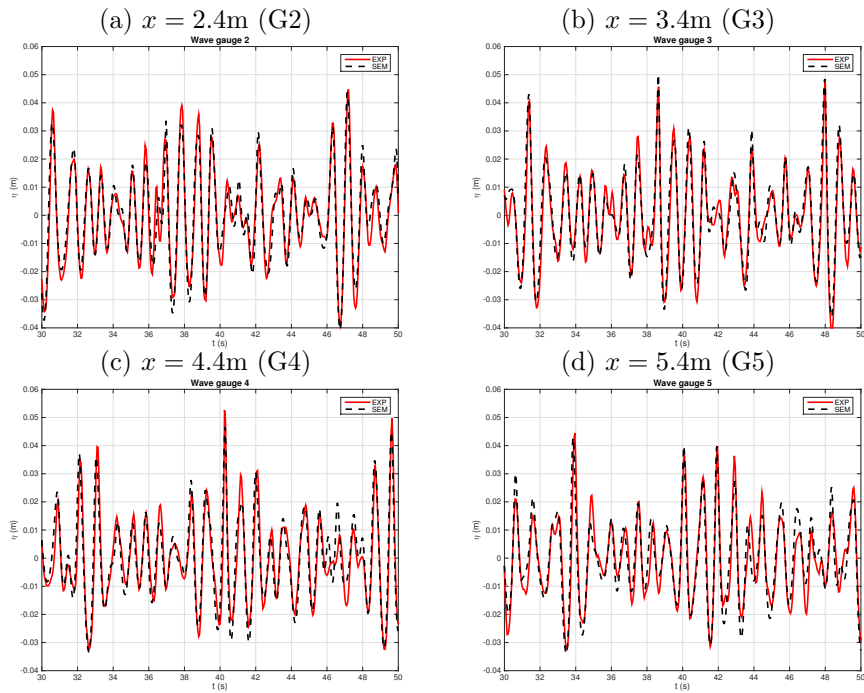 (a) x = 2.4m (G2)
Wave gauge 2
EXP
SEM
0.06
0.05
0.04
0.03
0.02
0.01
0
-0.01
-0.02
-0.03
-0.04
η (m)
30 32 34 36 38 40 42 44 46 48 50
t (s)
(b) x = 3.4m (G3)
Wave gauge 3
EXP
SEM
0.06
0.05
0.04
0.03
0.02
0.01
0
-0.01
-0.02
-0.03
-0.04
η (m)
30 32 34 36 38 40 42 44 46 48 50
t (s)
(c) x = 4.4m (G4)
Wave gauge 4
EXP
SEM
0.06
0.05
0.04
0.03
0.02
0.01
0
-0.01
-0.02
-0.03
-0.04
η (m)
30 32 34 36 38 40 42 44 46 48 50
t (s)
(d) x = 5.4m (G5)
Wave gauge 5
EXP
SEM
0.06
0.05
0.04
0.03
0.02
0.01
0
-0.01
-0.02
-0.03
-0.04
η (m)
30 32 34 36 38 40 42 44 46 48 50
t (s)